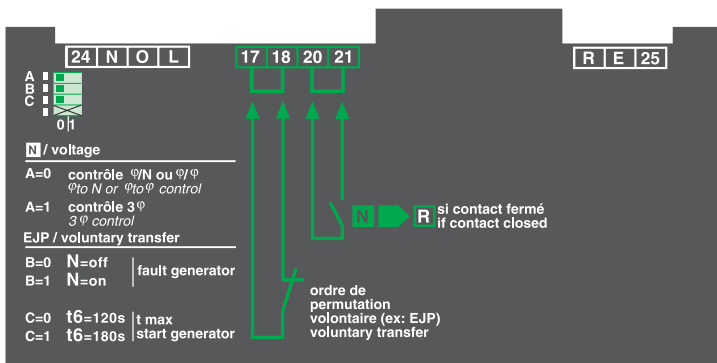 24 N O L
17 18 20 21
R E 25
A
B
C
0 1
N / voltage
A=0 contrôle φ/N ou φ/φ
φto N or φto φ control
A=1 contrôle 3 φ
3 φ control
EJP / voluntary transfer
B=0 N=off
B=1 N=on
fault generator
C=0 t6=120s
C=1 t6=180s
t max
start generator
N R si contact fermé
if contact closed
ordre de
permutation
volontaire (ex: EJP)
voluntary transfer